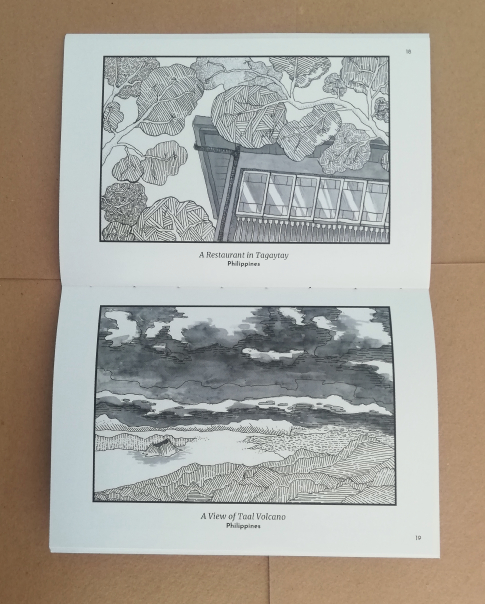 18
A Restaurant in Tagaytay
Philippines
A View of Taal Volcano
Philippines
19